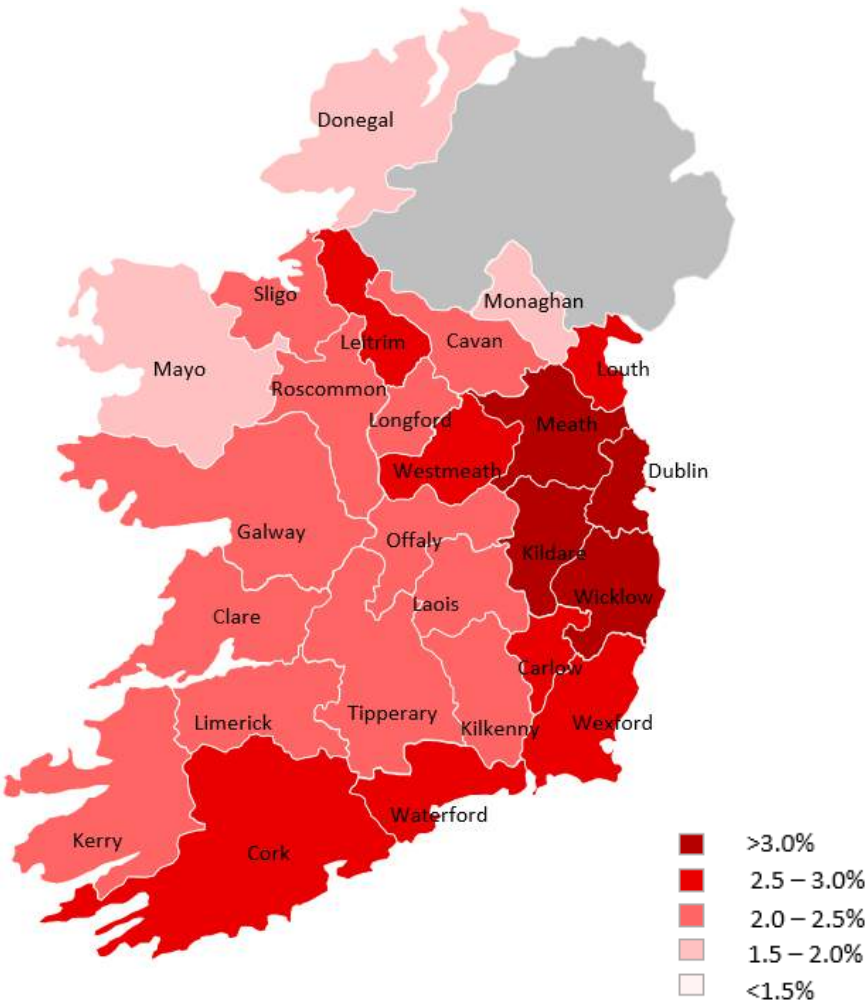 Donegal
Sligo
Monaghan
Leitrim
Cavan
Mayo
Louth
Roscommon
Longford
Meath
Westmeath
Dublin
Galway
Offaly
Kildare
Wicklow
Laois
Clare
Carlow
Tipperary
Limerick
Kilkenny
Wexford
Waterford
Kerry
Cork
>3.0%
2.5 – 3.0%
2.0 – 2.5%
1.5 – 2.0%
<1.5%